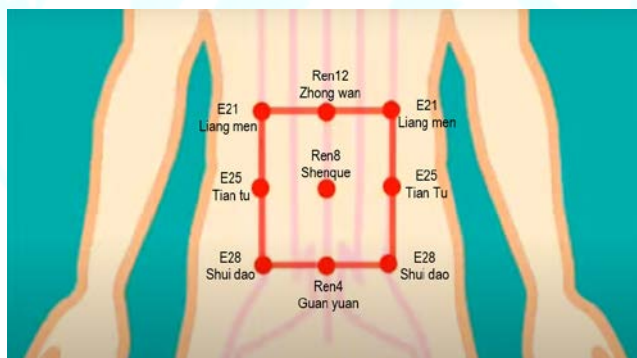 Ren12
Zhong wan
E21
Liang men
E21
Liang men
Ren8
Shenque
E25
Tian tu
E25
Tian Tu
E28
Shui dao
E28
Shui dao
Ren4
Guan yuan